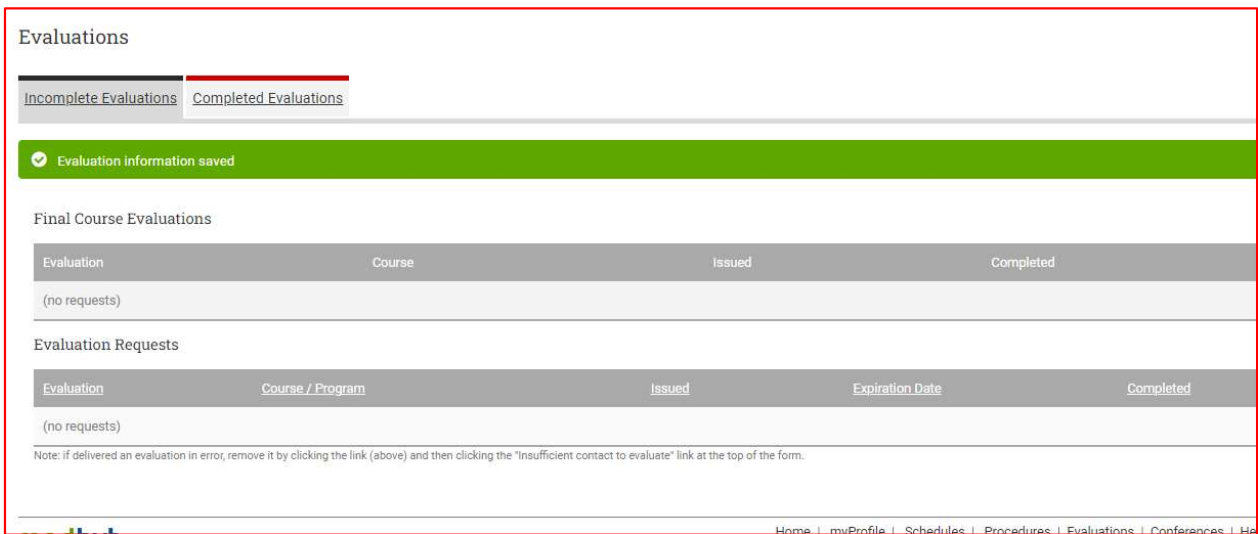 Evaluations
Incomplete Evaluations Completed Evaluations
Evaluation information saved
Final Course Evaluations
Evaluation Course Issued Completed
(no requests)
Evaluation Requests
Evaluation Course / Program Issued Expiration Date Completed
(no requests)
Note: if delivered an evaluation in error, remove it by clicking the link (above) and then clicking the "Insufficient contact to evaluate" link at the top of the form.
Home | myProfile | Schedules | Procedures | Evaluations | Conferences | He